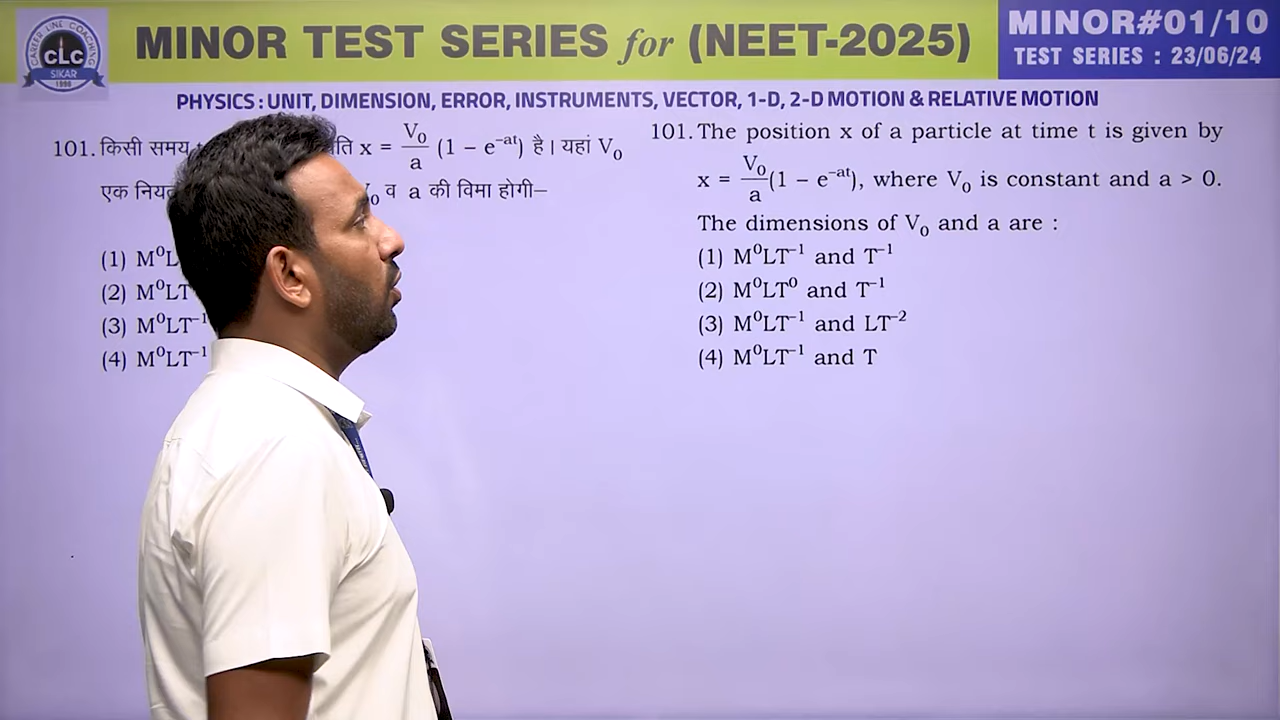 CAREER LINE COACHING
CLC
SIKAR
1996
MINOR TEST SERIES for (NEET-2025)
MINOR#01/10
TEST SERIES : 23/06/24
PHYSICS : UNIT, DIMENSION, ERROR, INSTRUMENTS, VECTOR, 1-D, 2-D MOTION & RELATIVE MOTION
101. किसी समय x = V₀/a (1 – e⁻ᵃᵗ) है। यहां V₀
एक व a की विमा होगी–
(1) M⁰L
(2) M⁰LT
(3) M⁰LT⁻¹
(4) M⁰LT⁻¹
101. The position x of a particle at time t is given by
x = V₀/a (1 – e⁻ᵃᵗ), where V₀ is constant and a > 0.
The dimensions of V₀ and a are :
(1) M⁰LT⁻¹ and T⁻¹
(2) M⁰LT⁰ and T⁻¹
(3) M⁰LT⁻¹ and LT⁻²
(4) M⁰LT⁻¹ and T